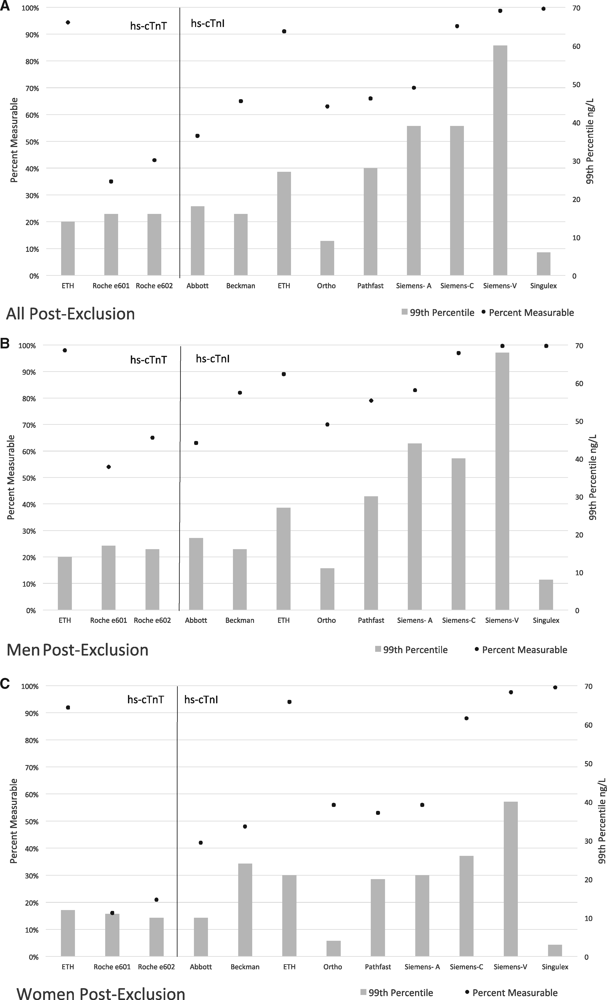 A
hs-cTnT
hs-cTnI
Percent Measurable
100%
90%
80%
70%
60%
50%
40%
30%
20%
10%
0%
70
60
50
40
30
20
10
0
99th Percentile ng/L
ETH Roche e601 Roche e602 Abbott Beckman ETH Ortho Pathfast Siemens- A Siemens-C Siemens-V Singulex
All Post-Exclusion
99th Percentile Percent Measurable
B
hs-cTnT
hs-cTnI
Percent Measurable
100%
90%
80%
70%
60%
50%
40%
30%
20%
10%
0%
70
60
50
40
30
20
10
0
99th Percentile ng/L
ETH Roche e601 Roche e602 Abbott Beckman ETH Ortho Pathfast Siemens- A Siemens-C Siemens-V Singulex
Men Post-Exclusion
99th Percentile Percent Measurable
C
hs-cTnT
hs-cTnI
Percent Measurable
100%
90%
80%
70%
60%
50%
40%
30%
20%
10%
0%
70
60
50
40
30
20
10
0
99th Percentile ng/L
ETH Roche e601 Roche e602 Abbott Beckman ETH Ortho Pathfast Siemens- A Siemens-C Siemens-V Singulex
Women Post-Exclusion
99th Percentile Percent Measurable